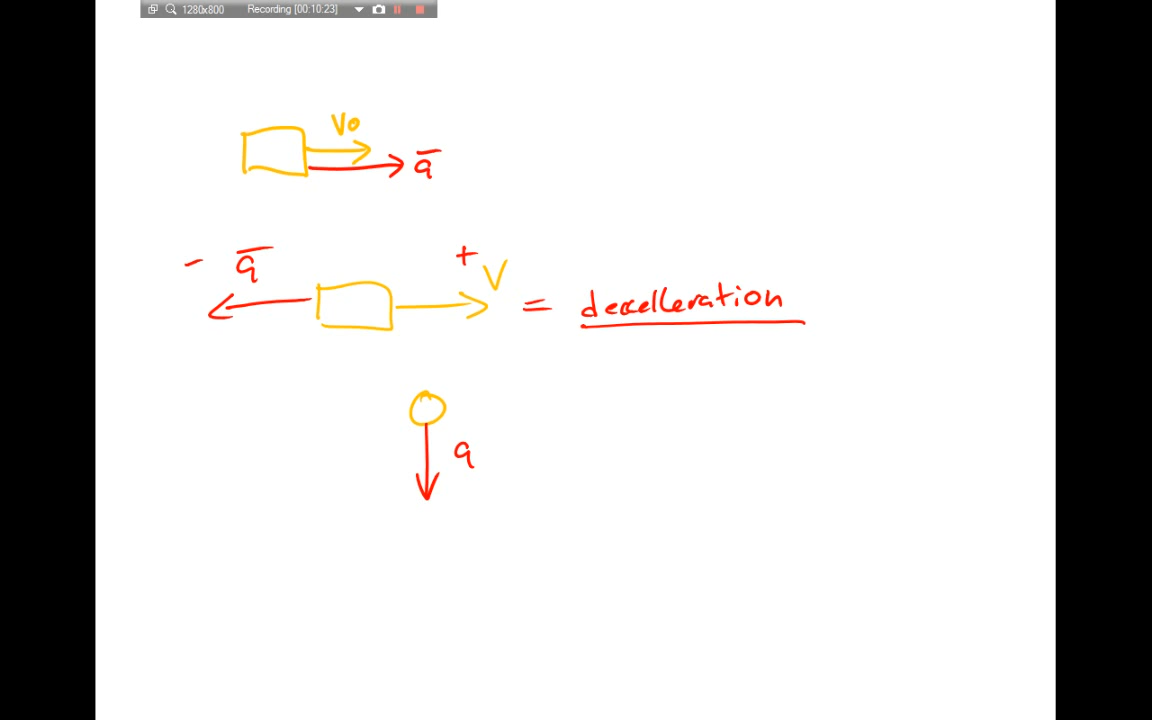 1280x800 Recording [00:10:23]
Vo
a̅
- a̅
+ V
= decelleration
a